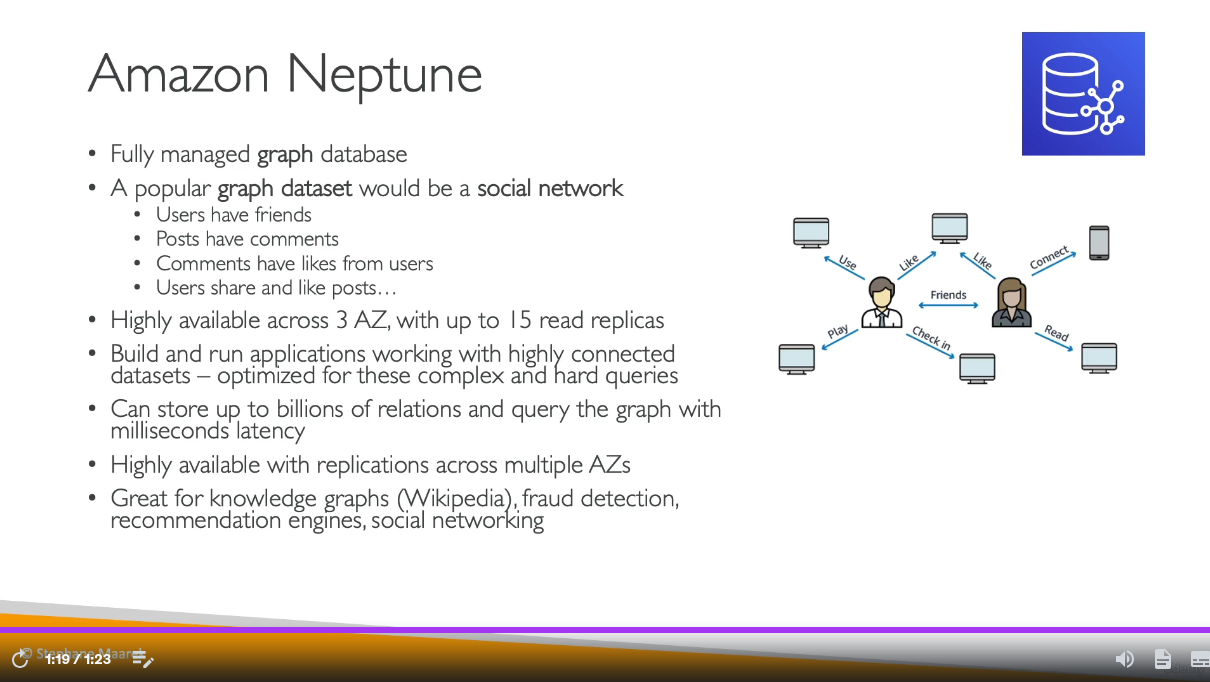 Amazon Neptune
• Fully managed graph database
• A popular graph dataset would be a social network
• Users have friends
• Posts have comments
• Comments have likes from users
• Users share and like posts...
• Highly available across 3 AZ, with up to 15 read replicas
• Build and run applications working with highly connected
datasets – optimized for these complex and hard queries
• Can store up to billions of relations and query the graph with
milliseconds latency
• Highly available with replications across multiple AZs
• Great for knowledge graphs (Wikipedia), fraud detection,
recommendation engines, social networking
Use
Like
Like
Connect
Friends
Play
Check in
Read
© Stephane Maarek
1:19 / 1:23